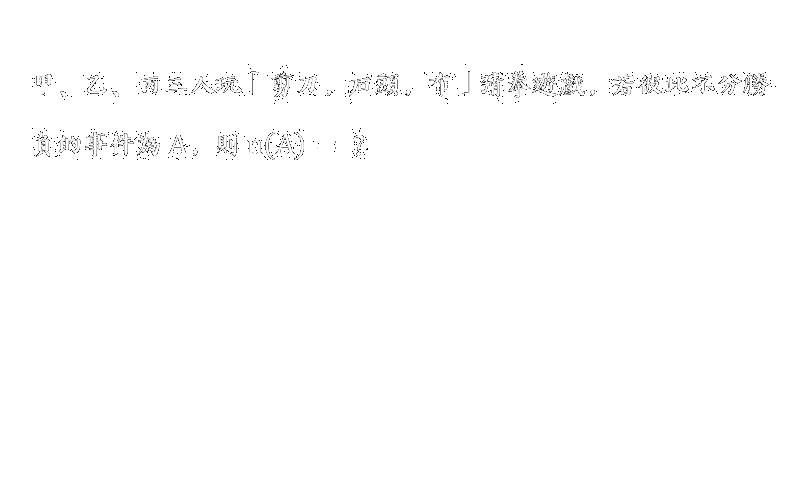 甲、乙、丙三人玩「剪刀，石頭，布」猜拳遊戲，若彼此不分勝
負的事件為 A，則 n(A) = ?